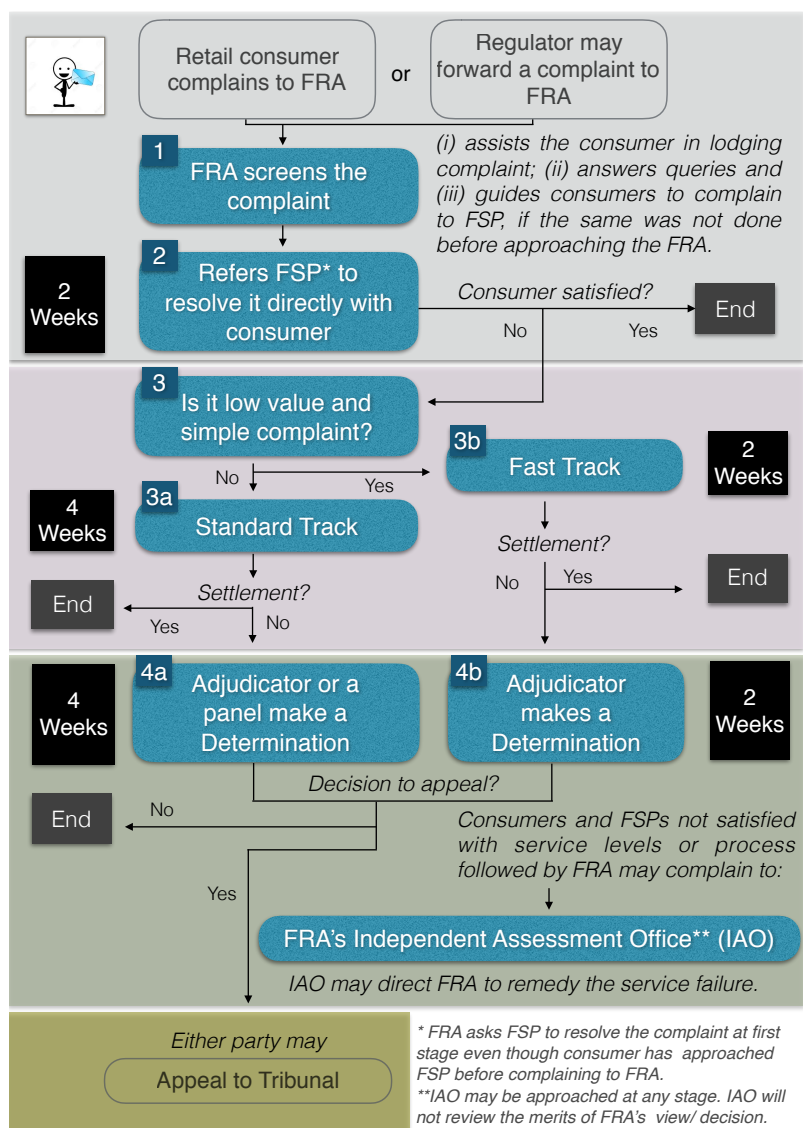 Retail consumer
complains to FRA
or
Regulator may
forward a complaint to
FRA
1
FRA screens the
complaint
(i) assists the consumer in lodging
complaint; (ii) answers queries and
(iii) guides consumers to complain
to FSP, if the same was not done
before approaching the FRA.
2
Weeks
2
Refers FSP* to
resolve it directly with
consumer
Consumer satisfied?
No
Yes
End
3
Is it low value and
simple complaint?
No
Yes
3b
Fast Track
2
Weeks
4
Weeks
3a
Standard Track
Settlement?
No
Yes
End
Settlement?
End
Yes
No
4
Weeks
4a
Adjudicator or a
panel make a
Determination
4b
Adjudicator
makes a
Determination
2
Weeks
Decision to appeal?
End
No
Yes
Consumers and FSPs not satisfied
with service levels or process
followed by FRA may complain to:
FRA's Independent Assessment Office** (IAO)
IAO may direct FRA to remedy the service failure.
Either party may
Appeal to Tribunal
* FRA asks FSP to resolve the complaint at first
stage even though consumer has approached
FSP before complaining to FRA.
**IAO may be approached at any stage. IAO will
not review the merits of FRA's view/ decision.